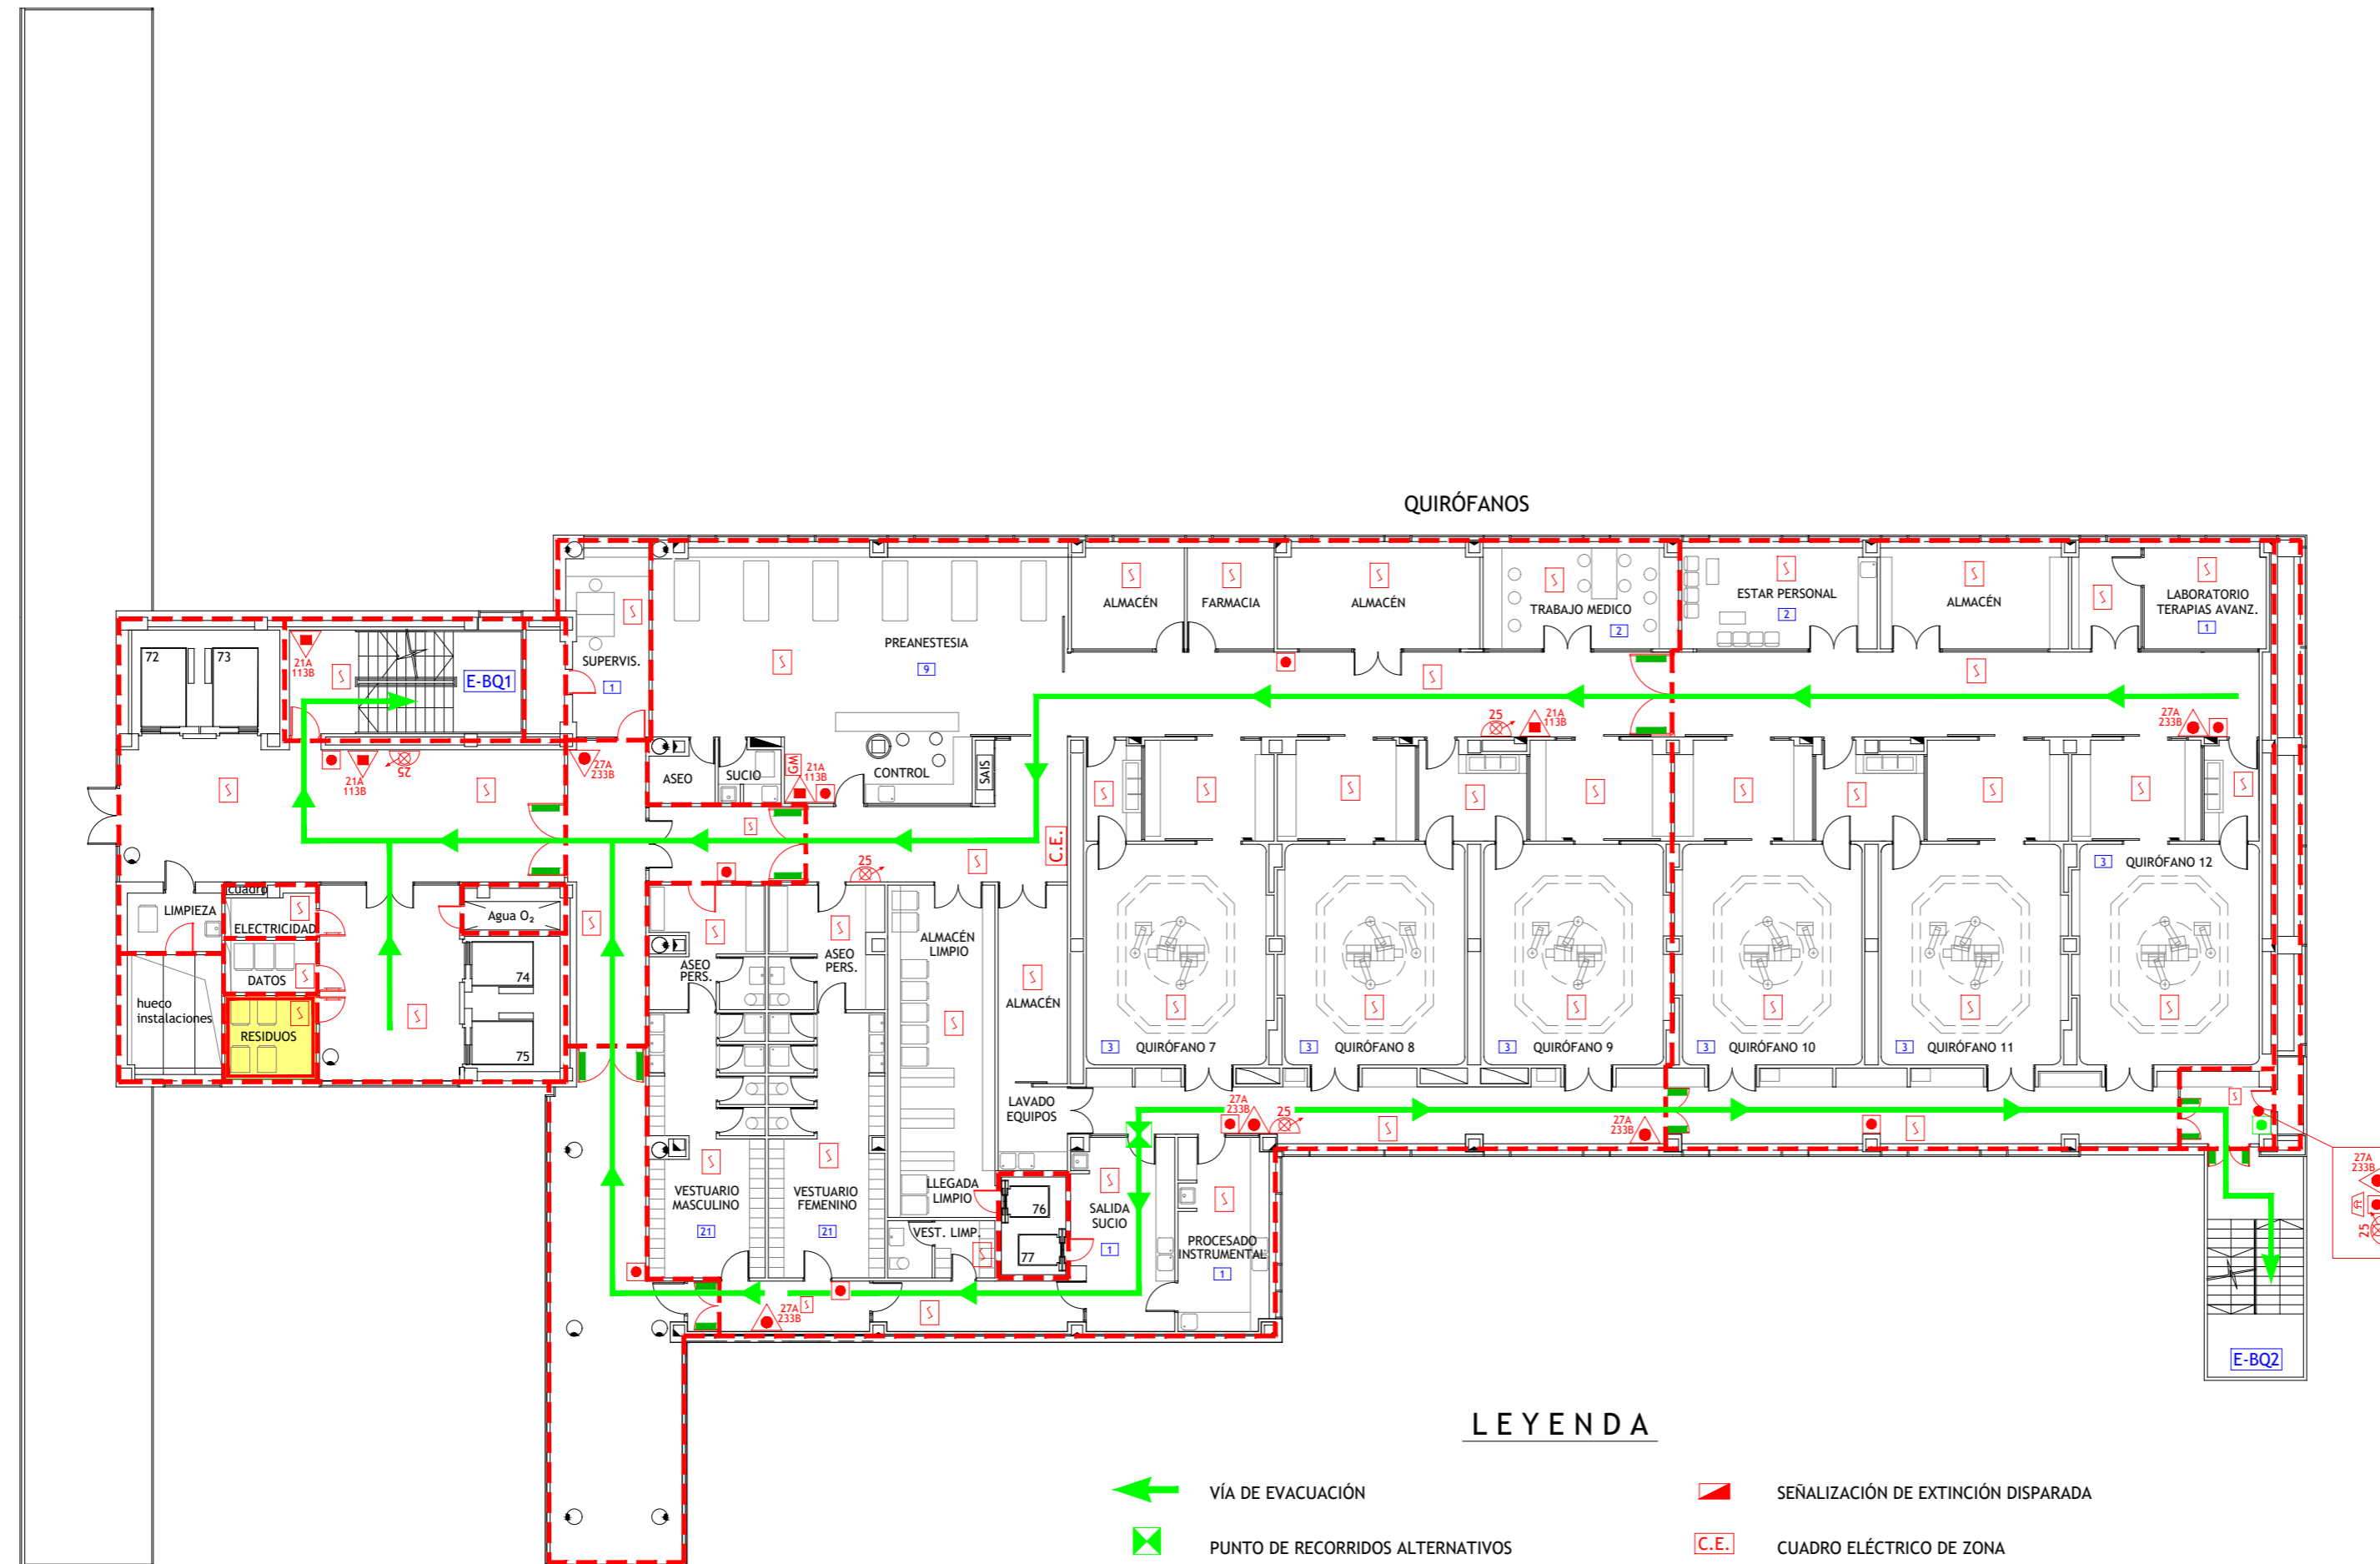 QUIRÓFANOS
72
73
21A
113B
E-BQ1
SUPERVIS.
1
PREANESTESIA
9
ALMACÉN
FARMACIA
ALMACÉN
TRABAJO MEDICO
2
ESTAR PERSONAL
2
ALMACÉN
LABORATORIO
TERAPIAS AVANZ.
1
21A
113B
25
27A
233B
ASEO
SUCIO
GM
21A
113B
CONTROL
SAIS
C.E.
25
21A
113B
27A
233B
25
cuadro
LIMPIEZA
ELECTRICIDAD
DATOS
hueco
instalaciones
RESIDUOS
Agua O₂
74
75
ASEO
PERS.
ASEO
PERS.
ALMACÉN
LIMPIO
ALMACÉN
3
QUIRÓFANO 7
3
QUIRÓFANO 8
3
QUIRÓFANO 9
3
QUIRÓFANO 10
3
QUIRÓFANO 11
3
QUIRÓFANO 12
LAVADO
EQUIPOS
27A
233B
25
27A
233B
VESTUARIO
MASCULINO
21
VESTUARIO
FEMENINO
21
LLEGADA
LIMPIO
VEST. LIMP.
76
77
SALIDA
SUCIO
1
PROCESADO
INSTRUMENTAL
1
27A
233B
27A
233B
25
E-BQ2
LEYENDA
VÍA DE EVACUACIÓN
SEÑALIZACIÓN DE EXTINCIÓN DISPARADA
PUNTO DE RECORRIDOS ALTERNATIVOS
C.E.
CUADRO ELÉCTRICO DE ZONA